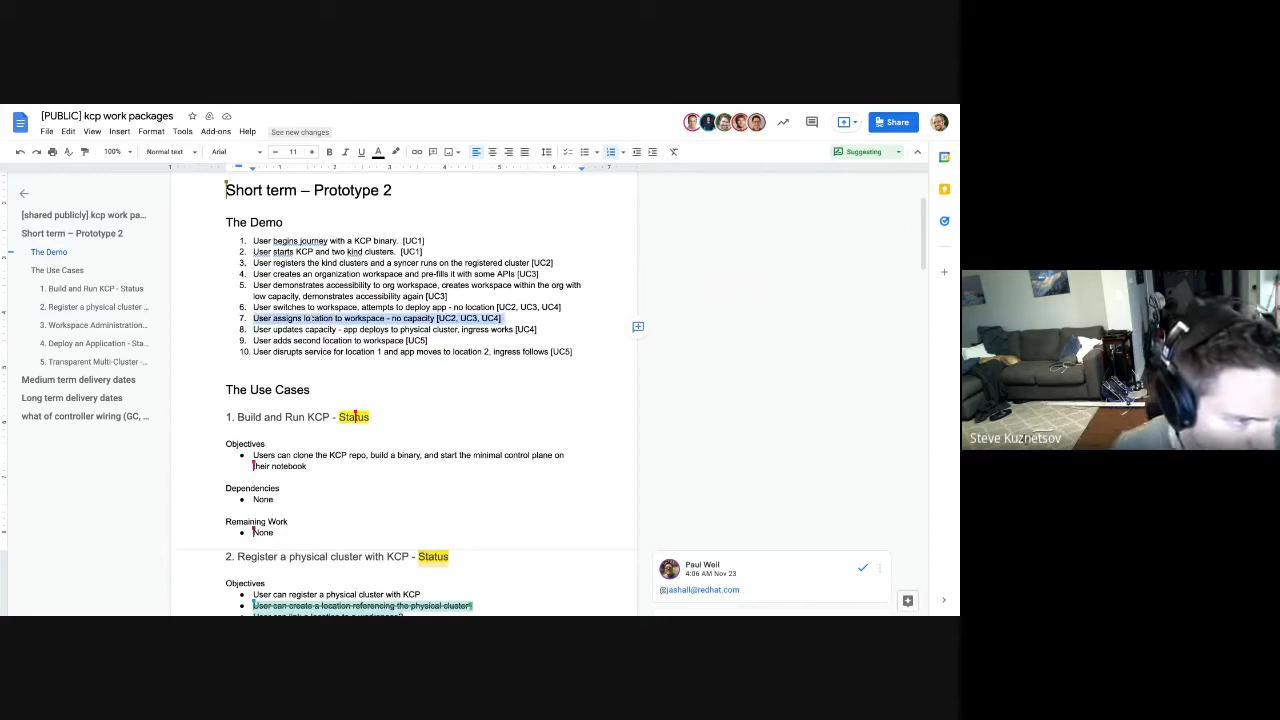 [PUBLIC] kcp work packages
File Edit View Insert Format Tools Add-ons Help See new changes
Share
100% Normal text Arial 11 Suggesting
[shared publicly] kcp work pa...
Short term – Prototype 2
The Demo
The Use Cases
1. Build and Run KCP - Status
2. Register a physical cluster ...
3. Workspace Administration...
4. Deploy an Application - Sta...
5. Transparent Multi-Cluster -...
Medium term delivery dates
Long term delivery dates
what of controller wiring (GC, ...
Short term – Prototype 2
The Demo
1. User begins journey with a KCP binary. [UC1]
2. User starts KCP and two kind clusters. [UC1]
3. User registers the kind clusters and a syncer runs on the registered cluster [UC2]
4. User creates an organization workspace and pre-fills it with some APIs [UC3]
5. User demonstrates accessibility to org workspace, creates workspace within the org with
low capacity, demonstrates accessibility again [UC3]
6. User switches to workspace, attempts to deploy app - no location [UC2, UC3, UC4]
7. User assigns location to workspace - no capacity [UC2, UC3, UC4]
8. User updates capacity - app deploys to physical cluster, ingress works [UC4]
9. User adds second location to workspace [UC5]
10. User disrupts service for location 1 and app moves to location 2, ingress follows [UC5]
The Use Cases
1. Build and Run KCP - Status
Objectives
● Users can clone the KCP repo, build a binary, and start the minimal control plane on
their notebook
Dependencies
● None
Remaining Work
● None
2. Register a physical cluster with KCP - Status
Objectives
● User can register a physical cluster with KCP
● User can create a location referencing the physical cluster
Paul Weil
4:06 AM Nov 23
@jashall@redhat.com
Steve Kuznetsov